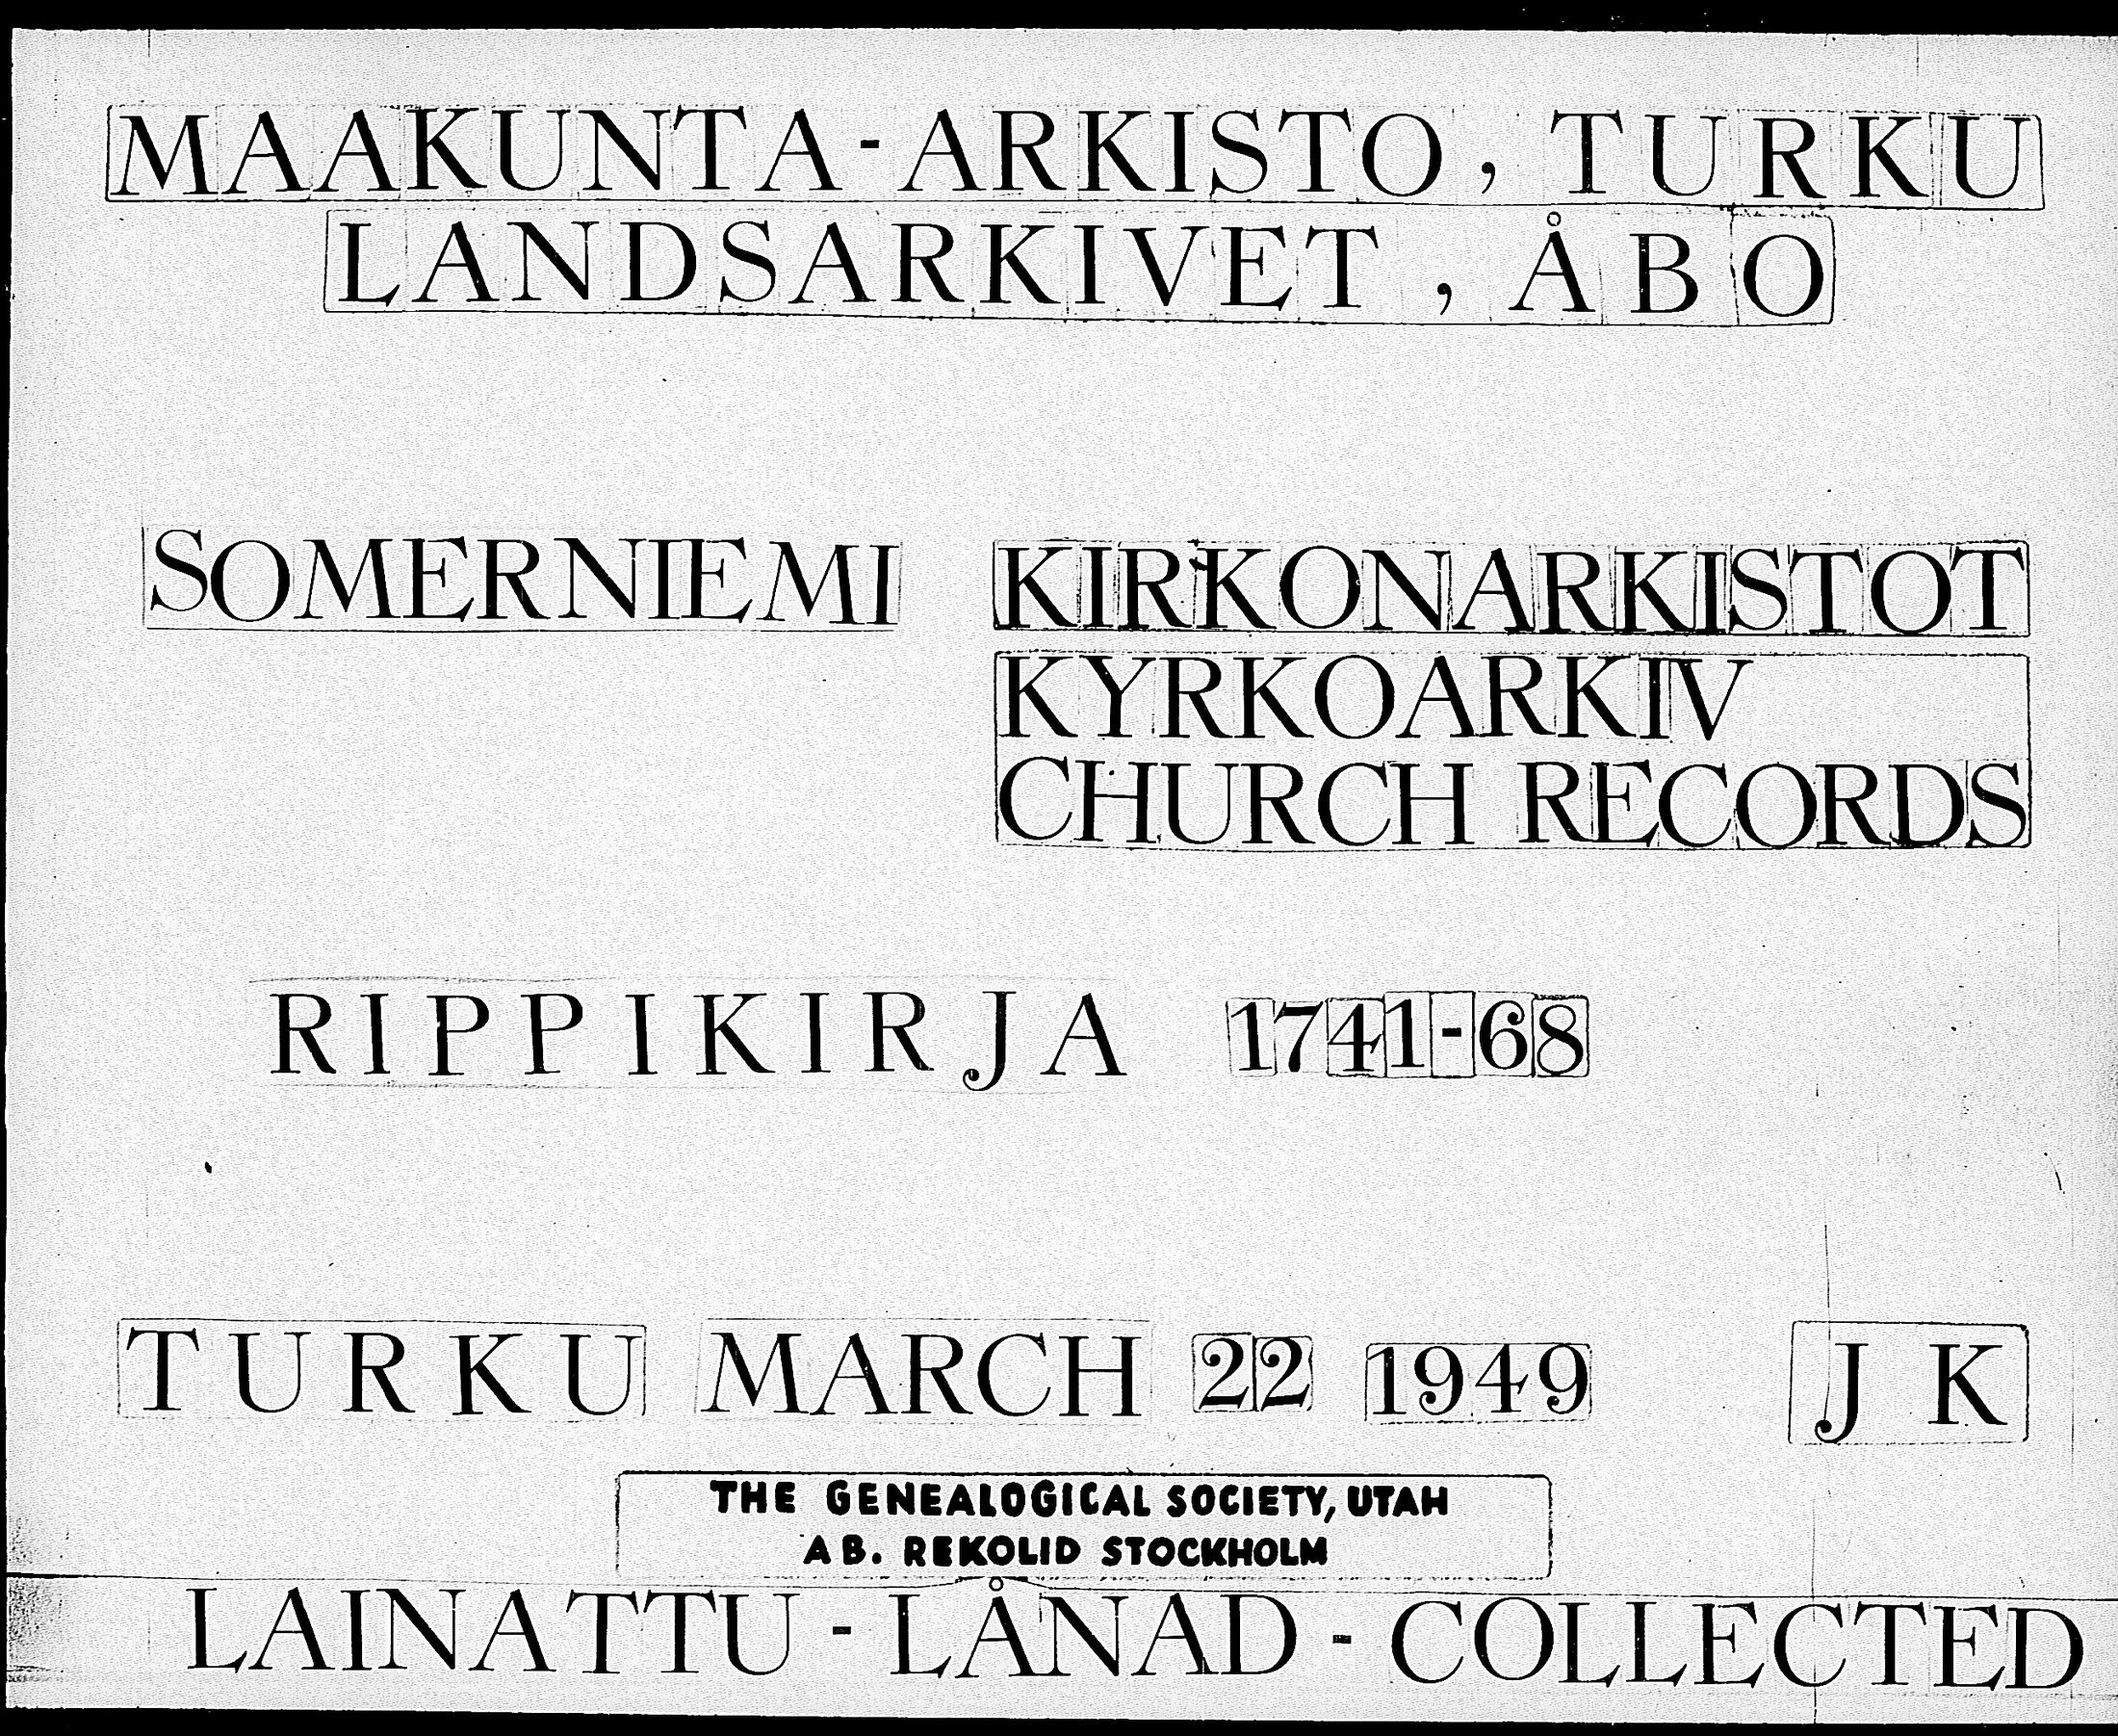 MAAKUNTA-ARKISTO, TURKU
LANDSARKIVET, ÅBO
SOMERNIEMI KIRKONARKISTOT
KYRKOARKIV
CHURCH RECORDS
RIPPIKIRJA 1741-68
TURKU MARCH 22 1949 J K
THE GENEALOGICAL SOCIETY, UTAH
AB. REKOLID STOCKHOLM
LAINATTU - LÅNAD - COLLECTED